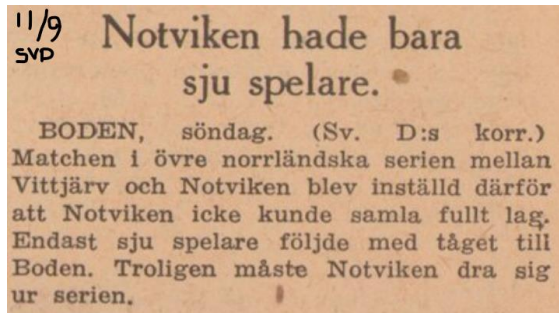 11/9
SVD
Notviken hade bara
sju spelare.
BODEN, söndag. (Sv. D:s korr.)
Matchen i övre norrländska serien mellan
Vittjärv och Notviken blev inställd därför
att Notviken icke kunde samla fullt lag.
Endast sju spelare följde med tåget till
Boden. Troligen måste Notviken dra sig
ur serien.